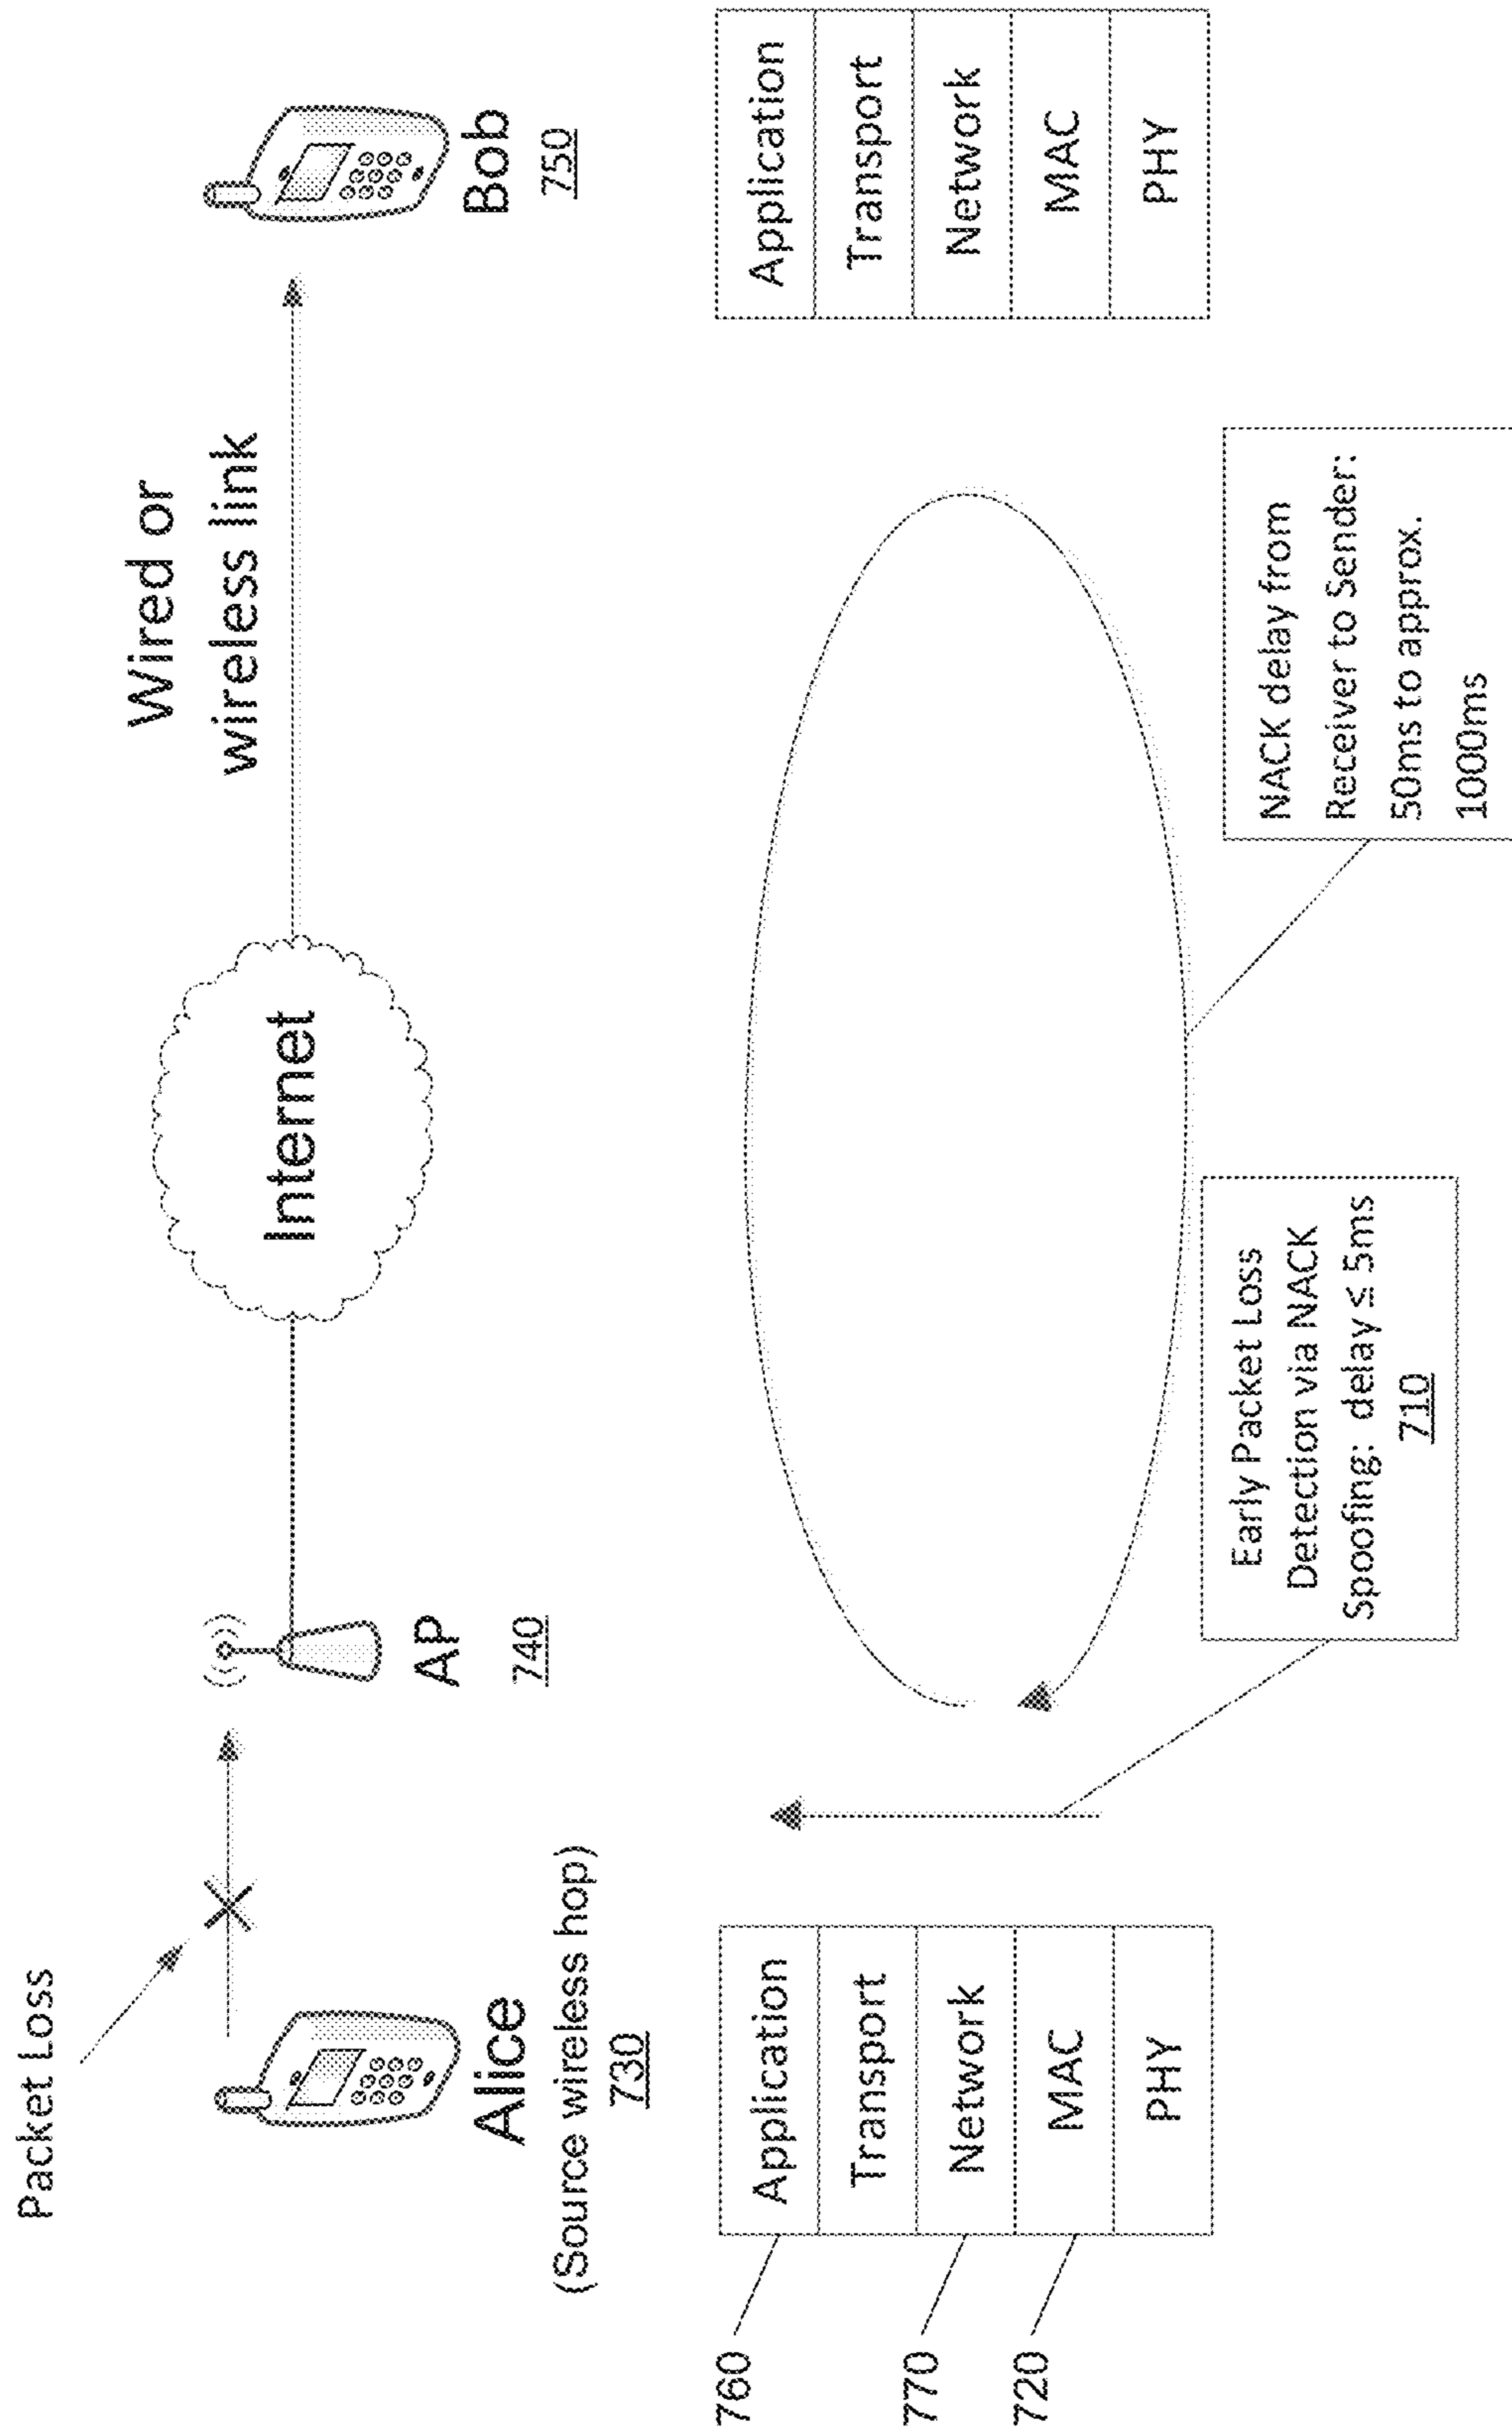 Packet Loss
Wired or
wireless link
Internet
Alice
(Source wireless hop)
730
AP
740
Bob
750
760
770
720
Application
Transport
Network
MAC
PHY
Application
Transport
Network
MAC
PHY
Early Packet Loss
Detection via NACK
Spoofing: delay ≤ 5ms
710
NACK delay from
Receiver to Sender:
50ms to approx.
1000ms